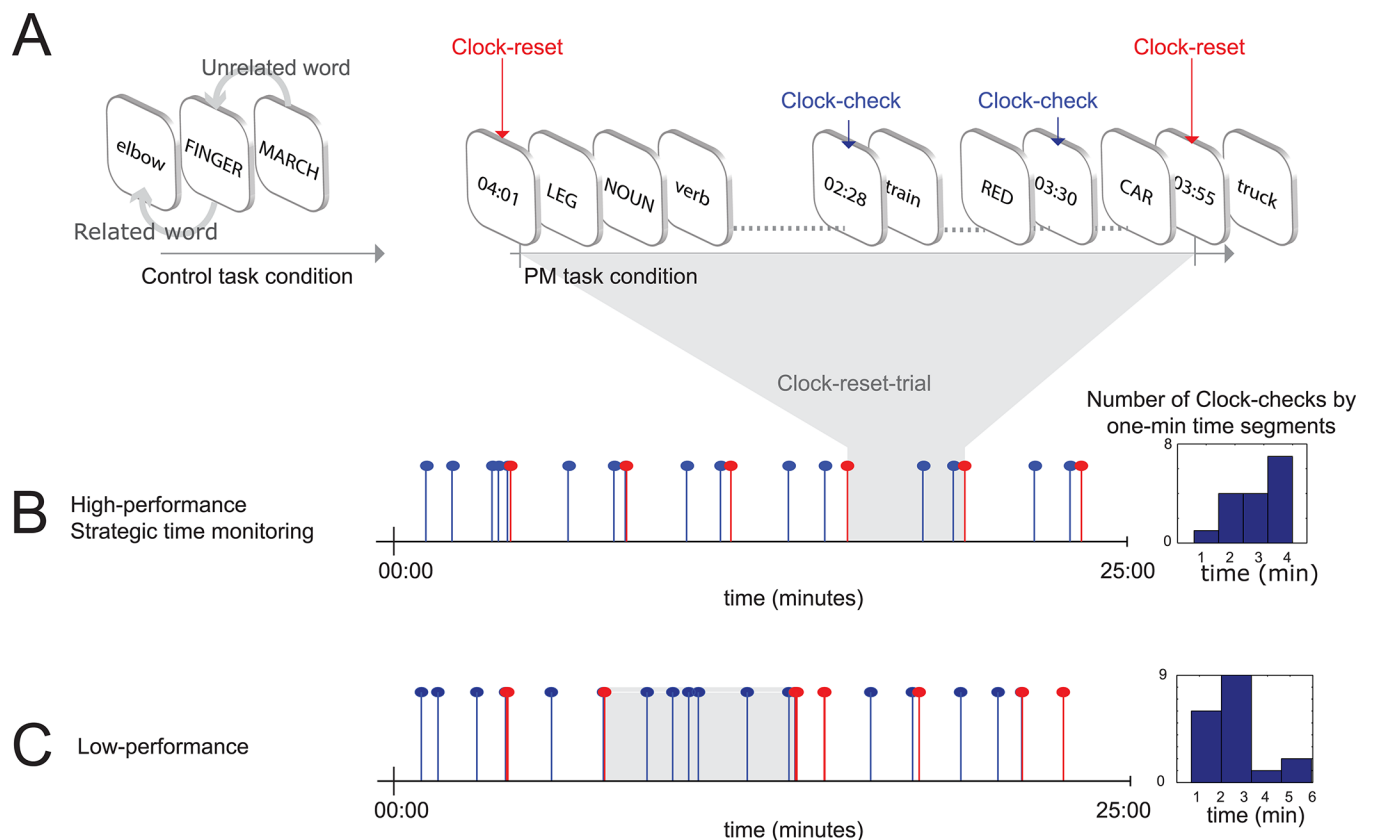 A
Clock-reset
Clock-reset
Unrelated word
Clock-check
Clock-check
elbow
FINGER
MARCH
04:01
LEG
NOUN
verb
02:28
train
RED
03:30
CAR
03:55
truck
Related word
Control task condition
PM task condition
Clock-reset-trial
Number of Clock-checks by
one-min time segments
8
0
1 2 3 4
time (min)
B
High-performance
Strategic time monitoring
00:00
25:00
time (minutes)
C
Low-performance
9
0
1 2 3 4 5 6
time (min)
00:00
25:00
time (minutes)